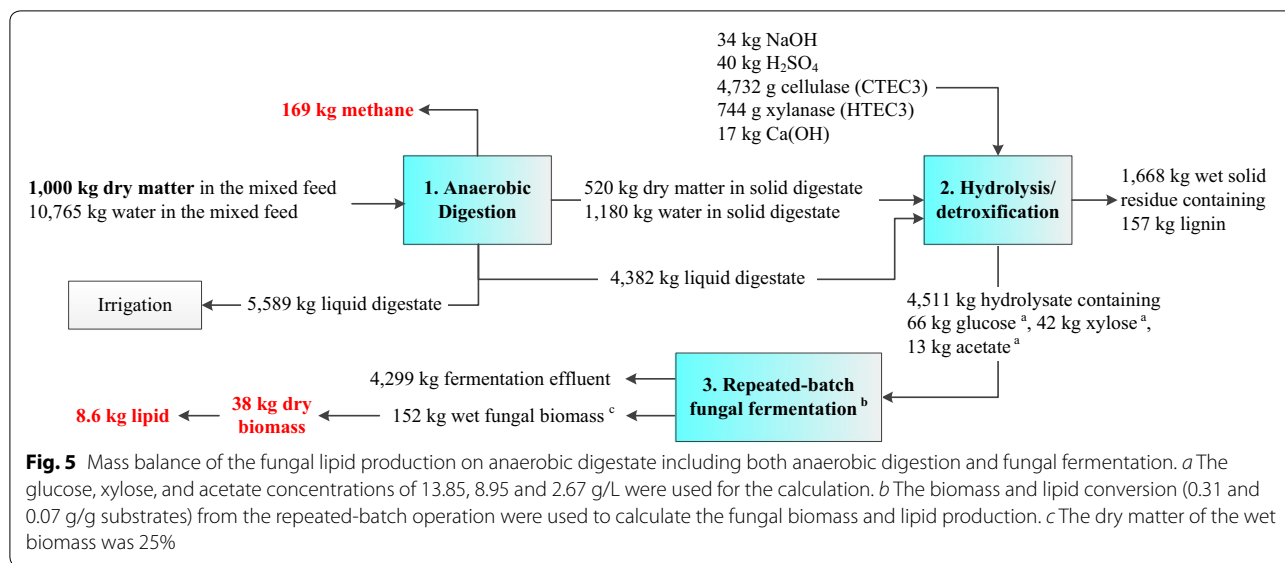 34 kg NaOH
40 kg H₂SO₄
4,732 g cellulase (CTEC3)
744 g xylanase (HTEC3)
17 kg Ca(OH)
169 kg methane
1,000 kg dry matter in the mixed feed
10,765 kg water in the mixed feed
1. Anaerobic
Digestion
520 kg dry matter in solid digestate
1,180 kg water in solid digestate
2. Hydrolysis/
detroxification
1,668 kg wet solid
residue containing
157 kg lignin
4,382 kg liquid digestate
Irrigation
5,589 kg liquid digestate
4,511 kg hydrolysate containing
66 kg glucose ᵃ, 42 kg xylose ᵃ,
13 kg acetate ᵃ
4,299 kg fermentation effluent
3. Repeated-batch
fungal fermentation ᵇ
8.6 kg lipid
38 kg dry
biomass
152 kg wet fungal biomass ᶜ
Fig. 5 Mass balance of the fungal lipid production on anaerobic digestate including both anaerobic digestion and fungal fermentation. a The
glucose, xylose, and acetate concentrations of 13.85, 8.95 and 2.67 g/L were used for the calculation. b The biomass and lipid conversion (0.31 and
0.07 g/g substrates) from the repeated-batch operation were used to calculate the fungal biomass and lipid production. c The dry matter of the wet
biomass was 25%